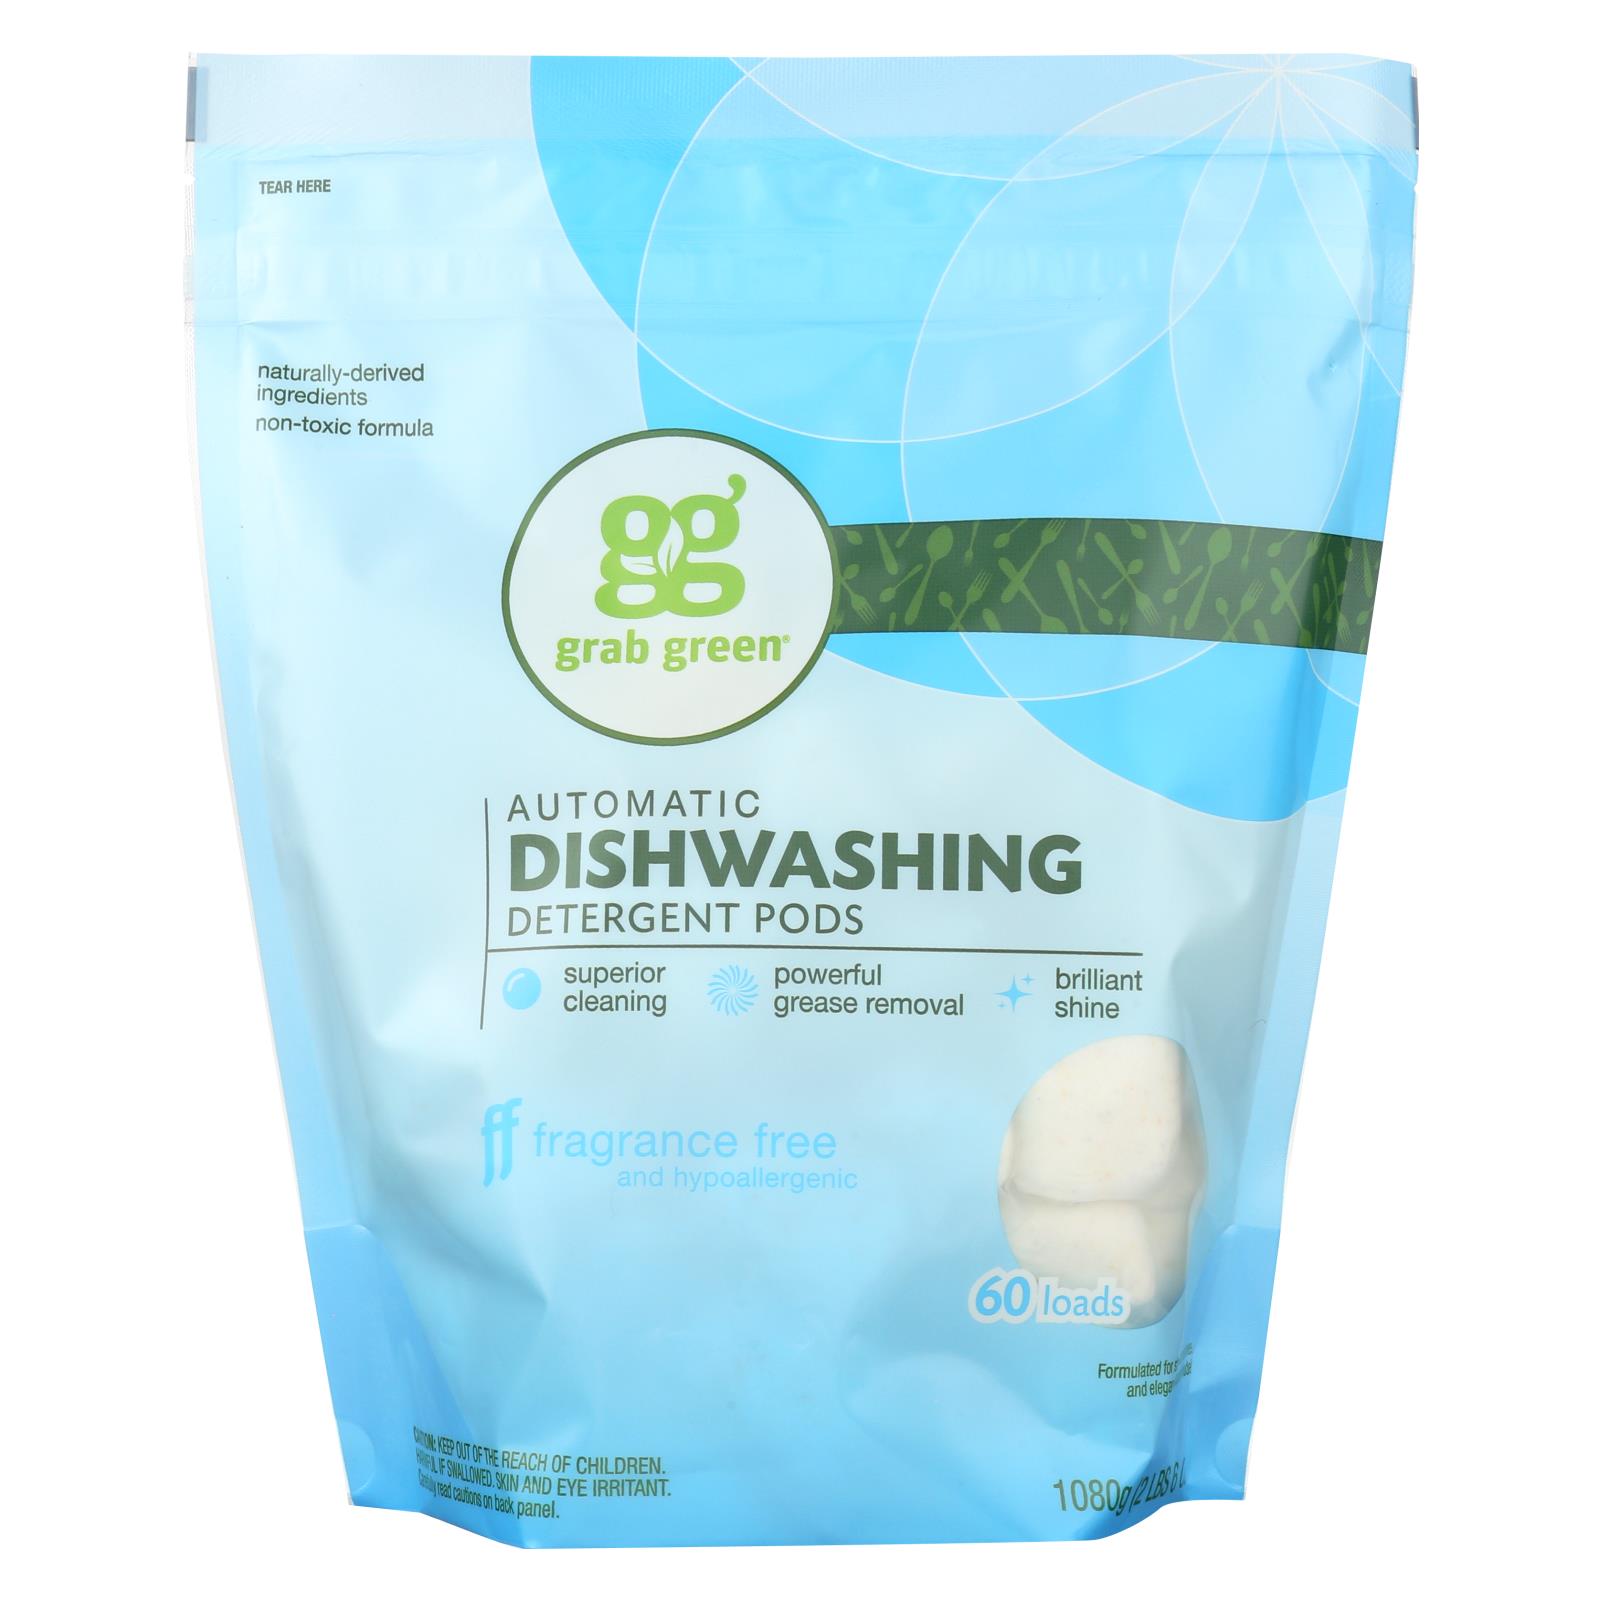 TEAR HERE
naturally-derived
ingredients
non-toxic formula
gg
grab green®
AUTOMATIC
DISHWASHING
DETERGENT PODS
superior
cleaning
powerful
grease removal
brilliant
shine
ff fragrance free
and hypoallergenic
60 loads
Formulated for
and
CAUTION: KEEP OUT OF THE REACH OF CHILDREN.
HARMFUL IF SWALLOWED. SKIN AND EYE IRRITANT.
Carefully read cautions on back panel.
1080g (2 LBS 6